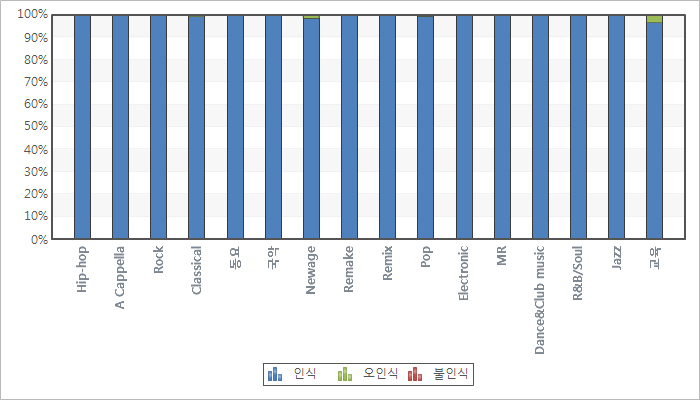 100%
90%
80%
70%
60%
50%
40%
30%
20%
10%
0%
Hip-hop
A Cappella
Rock
Classical
동요
국악
Newage
Remake
Remix
Pop
Electronic
MR
Dance&Club music
R&B/Soul
Jazz
교육
인식 오인식 불인식